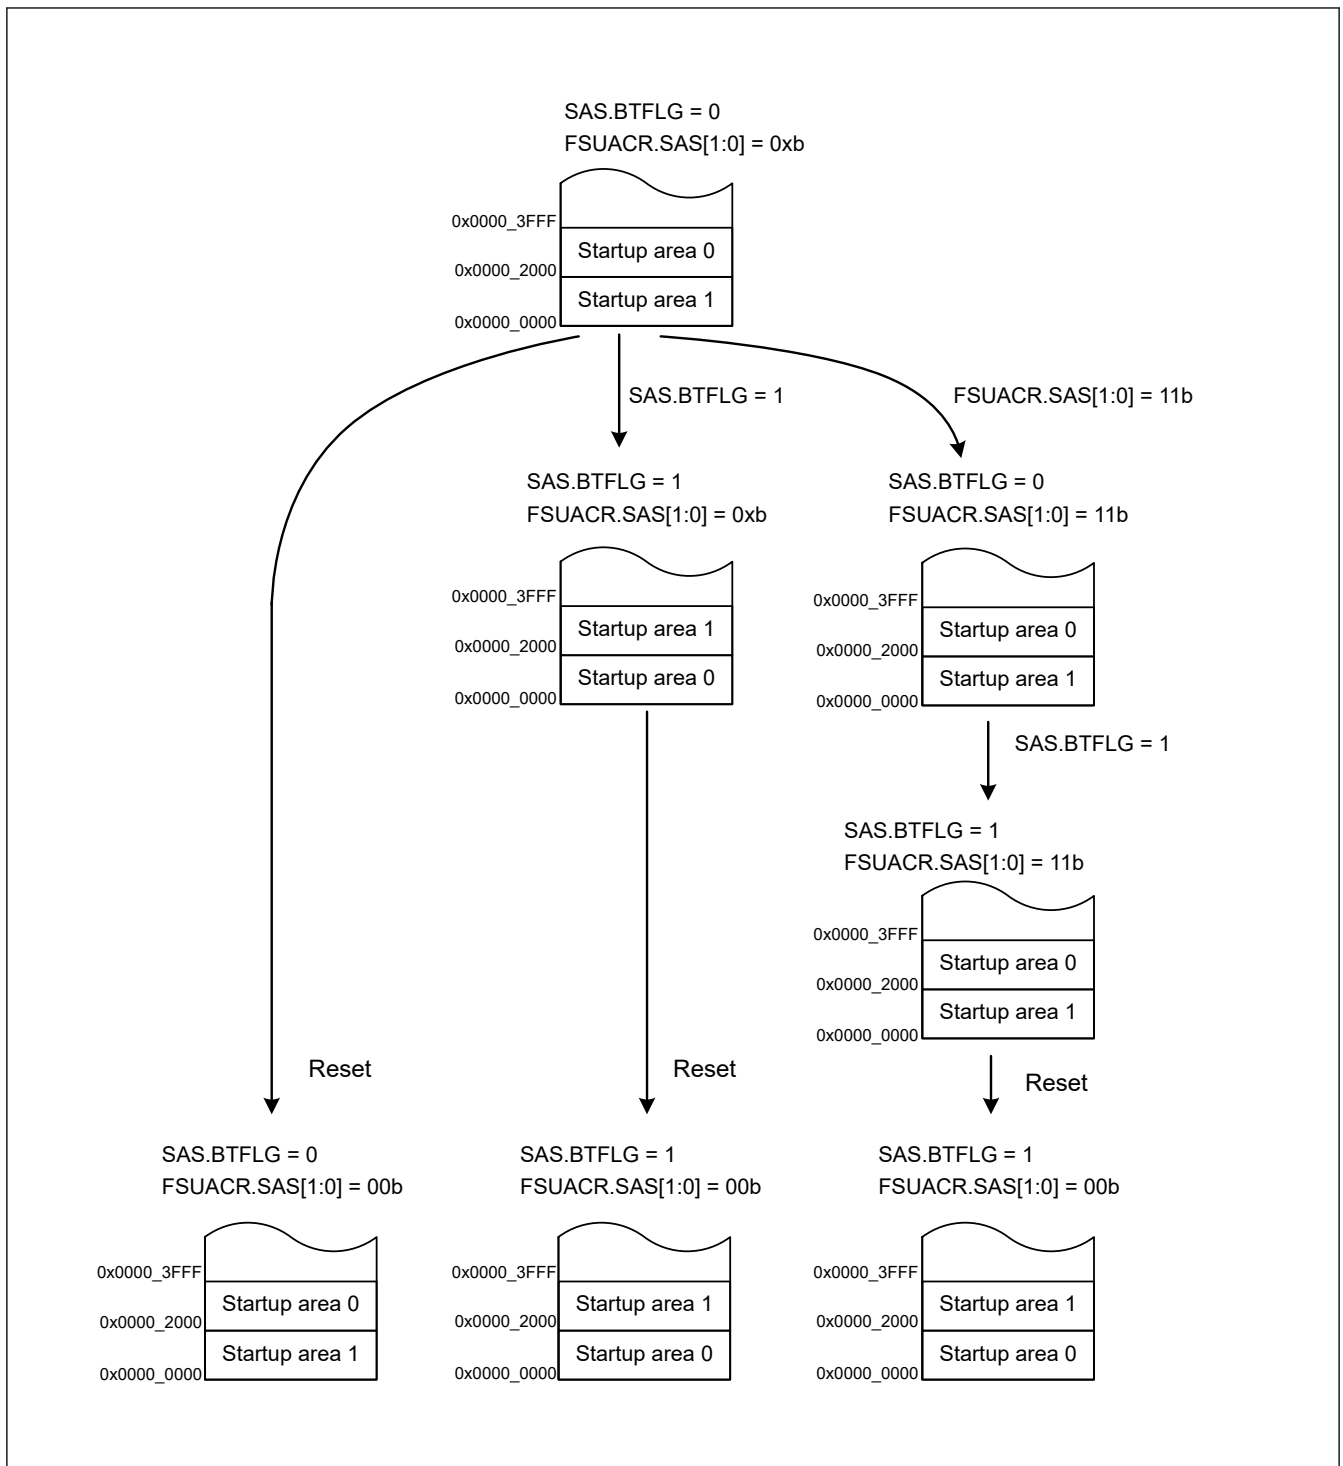 SAS.BTFLG = 0
FSUACR.SAS[1:0] = 0xb
0x0000_3FFF
Startup area 0
0x0000_2000
Startup area 1
0x0000_0000
SAS.BTFLG = 1
FSUACR.SAS[1:0] = 11b
SAS.BTFLG = 1
FSUACR.SAS[1:0] = 0xb
0x0000_3FFF
Startup area 1
0x0000_2000
Startup area 0
0x0000_0000
SAS.BTFLG = 0
FSUACR.SAS[1:0] = 11b
0x0000_3FFF
Startup area 0
0x0000_2000
Startup area 1
0x0000_0000
SAS.BTFLG = 1
SAS.BTFLG = 1
FSUACR.SAS[1:0] = 11b
0x0000_3FFF
Startup area 0
0x0000_2000
Startup area 1
0x0000_0000
Reset
Reset
Reset
SAS.BTFLG = 0
FSUACR.SAS[1:0] = 00b
0x0000_3FFF
Startup area 0
0x0000_2000
Startup area 1
0x0000_0000
SAS.BTFLG = 1
FSUACR.SAS[1:0] = 00b
0x0000_3FFF
Startup area 1
0x0000_2000
Startup area 0
0x0000_0000
SAS.BTFLG = 1
FSUACR.SAS[1:0] = 00b
0x0000_3FFF
Startup area 1
0x0000_2000
Startup area 0
0x0000_0000